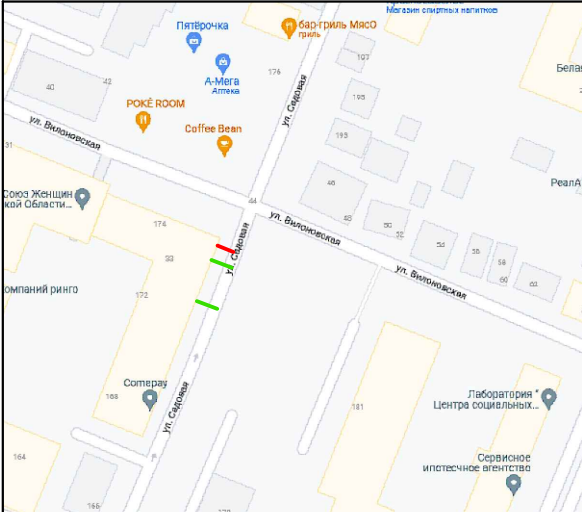 Магазин спиртных напитков
Пятёрочка
бар-гриль МясО
гриль
176
197
А-Мега
Аптека
Белая
40
42
195
POKÉ ROOM
ул. Садовая
Coffee Bean
193
ул. Вилоновская
31
РеалА
46
Союз Женщин
кой Области...
44
174
48
50
52
ул. Вилоновская
54
ул. Садовая
33
56
58
60
62
ул. Вилоновская
омпаний ринго
172
Comepay
168
181
Лаборатория "
Центра социальных...
ул. Садовая
164
Сервисное
ипотечное агентство
166